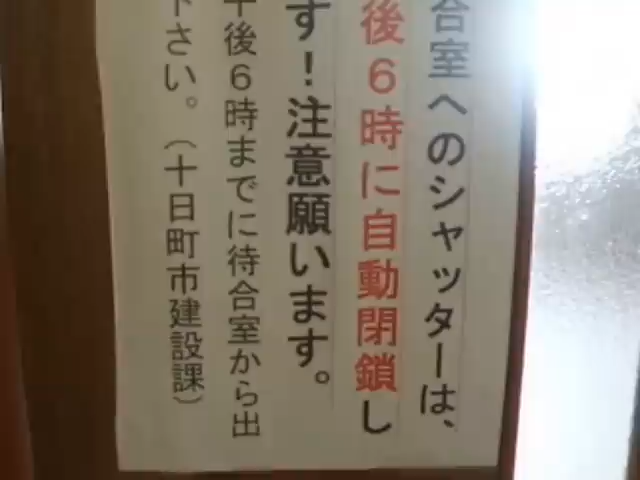 合室へのシャッターは、
後６時に自動閉鎖し
す！注意願います。
午後６時までに待合室から出
下さい。（十日町市建設課）